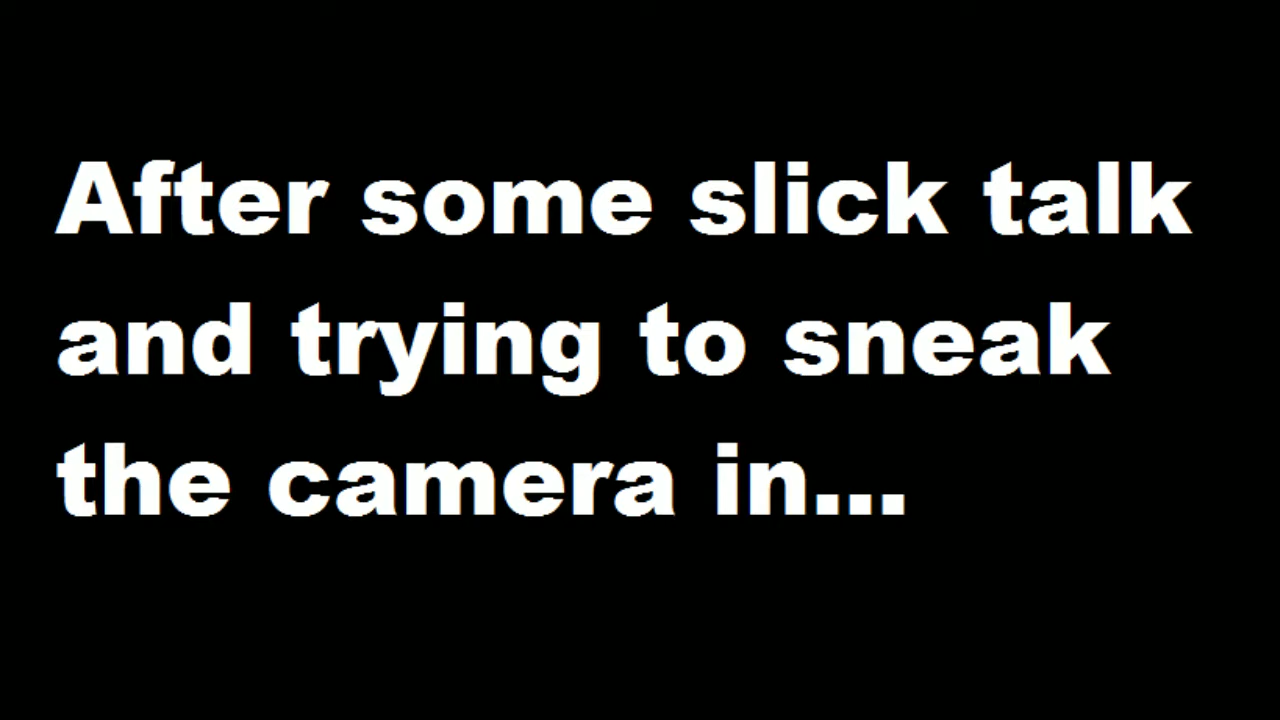 After some slick talk
and trying to sneak
the camera in...